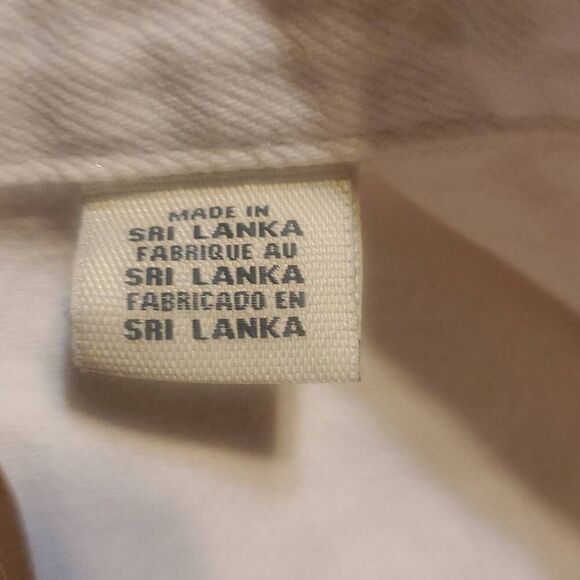 MADE IN
SRI LANKA
FABRIQUE AU
SRI LANKA
FABRICADO EN
SRI LANKA